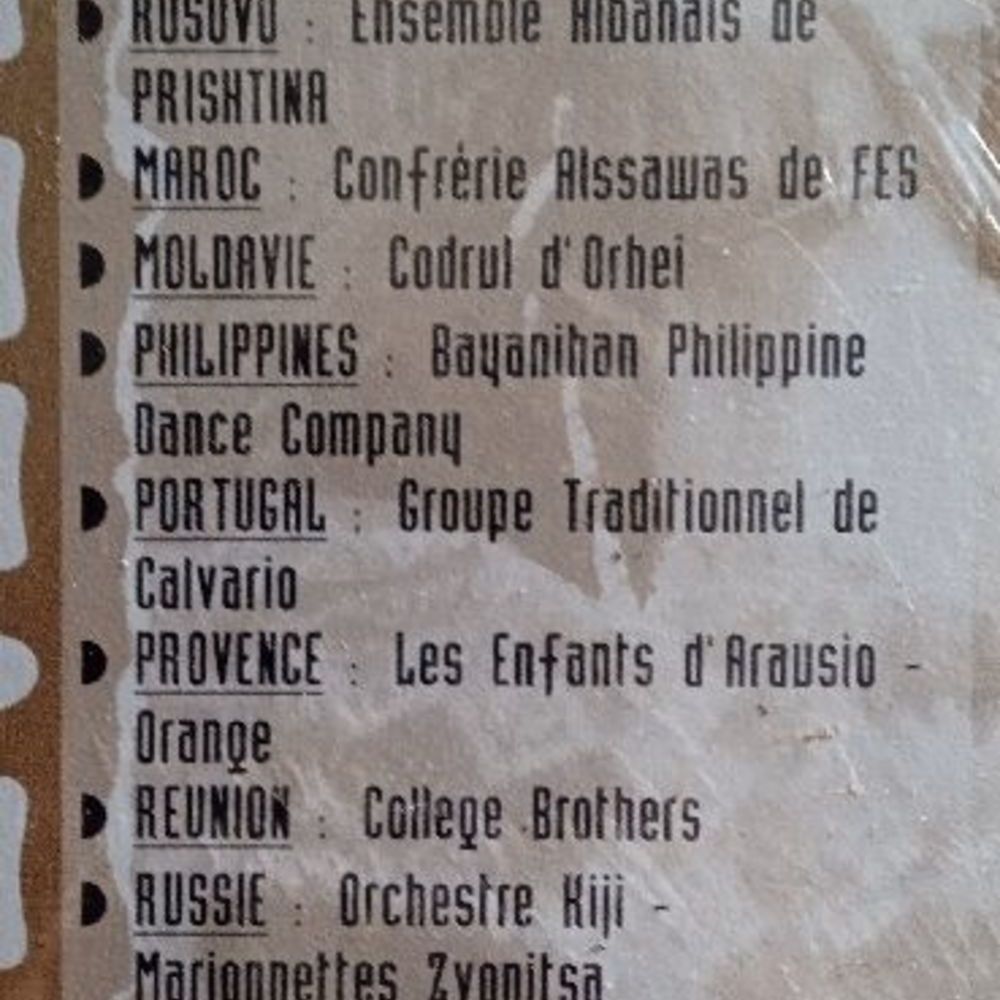 KOSOVO : Ensemble Albanais de
PRISHTINA
MAROC : Confrérie AIssawas de FES
MOLDAVIE : Codrul d'Orhei
PHILIPPINES : Bayanihan Philippine
Dance Company
PORTUGAL : Groupe Traditionnel de
Calvario
PROVENCE : Les Enfants d'Arausio -
Orange
REUNION : College Brothers
RUSSIE : Orchestre Kiji -
Marionnettes Zvonitsa